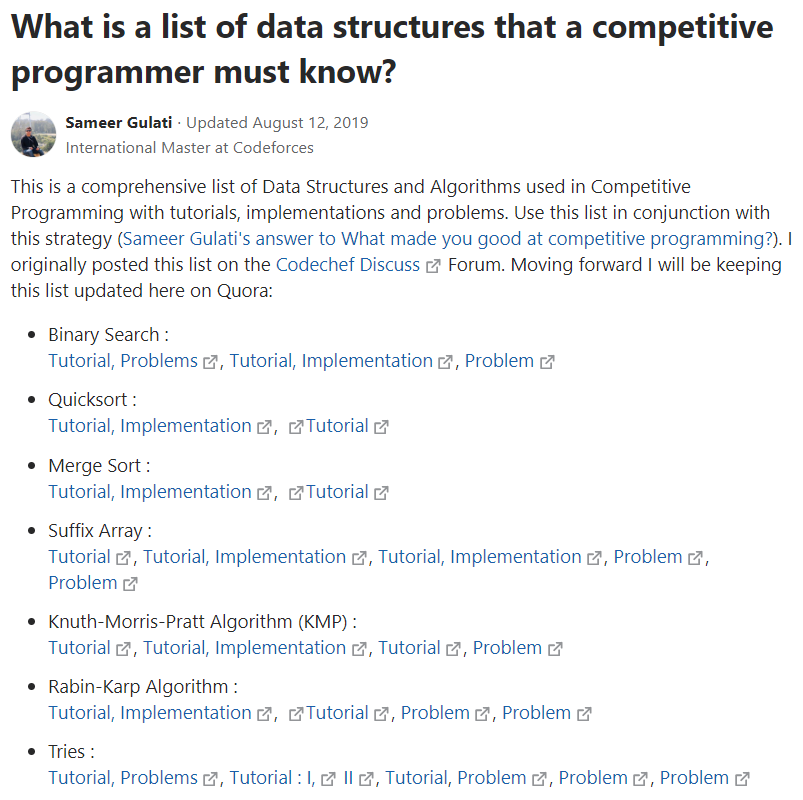 What is a list of data structures that a competitive
programmer must know?
Sameer Gulati · Updated August 12, 2019
International Master at Codeforces
This is a comprehensive list of Data Structures and Algorithms used in Competitive
Programming with tutorials, implementations and problems. Use this list in conjunction with
this strategy (Sameer Gulati's answer to What made you good at competitive programming?). I
originally posted this list on the Codechef Discuss Forum. Moving forward I will be keeping
this list updated here on Quora:
• Binary Search :
Tutorial, Problems, Tutorial, Implementation, Problem
• Quicksort :
Tutorial, Implementation, Tutorial
• Merge Sort :
Tutorial, Implementation, Tutorial
• Suffix Array :
Tutorial, Tutorial, Implementation, Tutorial, Implementation, Problem,
Problem
• Knuth-Morris-Pratt Algorithm (KMP) :
Tutorial, Tutorial, Implementation, Tutorial, Problem
• Rabin-Karp Algorithm :
Tutorial, Implementation, Tutorial, Problem, Problem
• Tries :
Tutorial, Problems, Tutorial : I, II, Tutorial, Problem, Problem, Problem